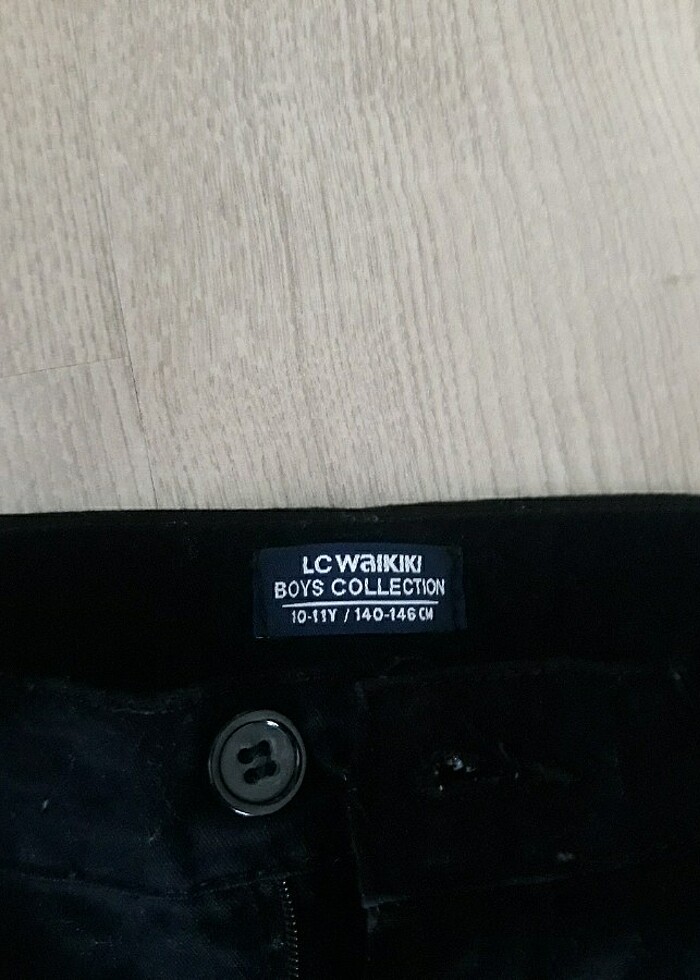 LC WAIKIKI
BOYS COLLECTION
10-11Y / 140-146 CM